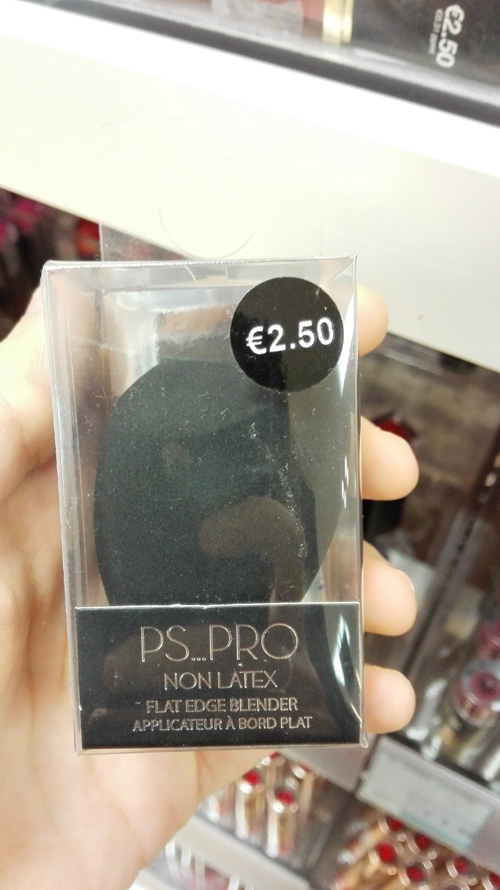 €2.50
€2.50
PS...PRO
NON LATEX
FLAT EDGE BLENDER
APPLICATEUR À BORD PLAT